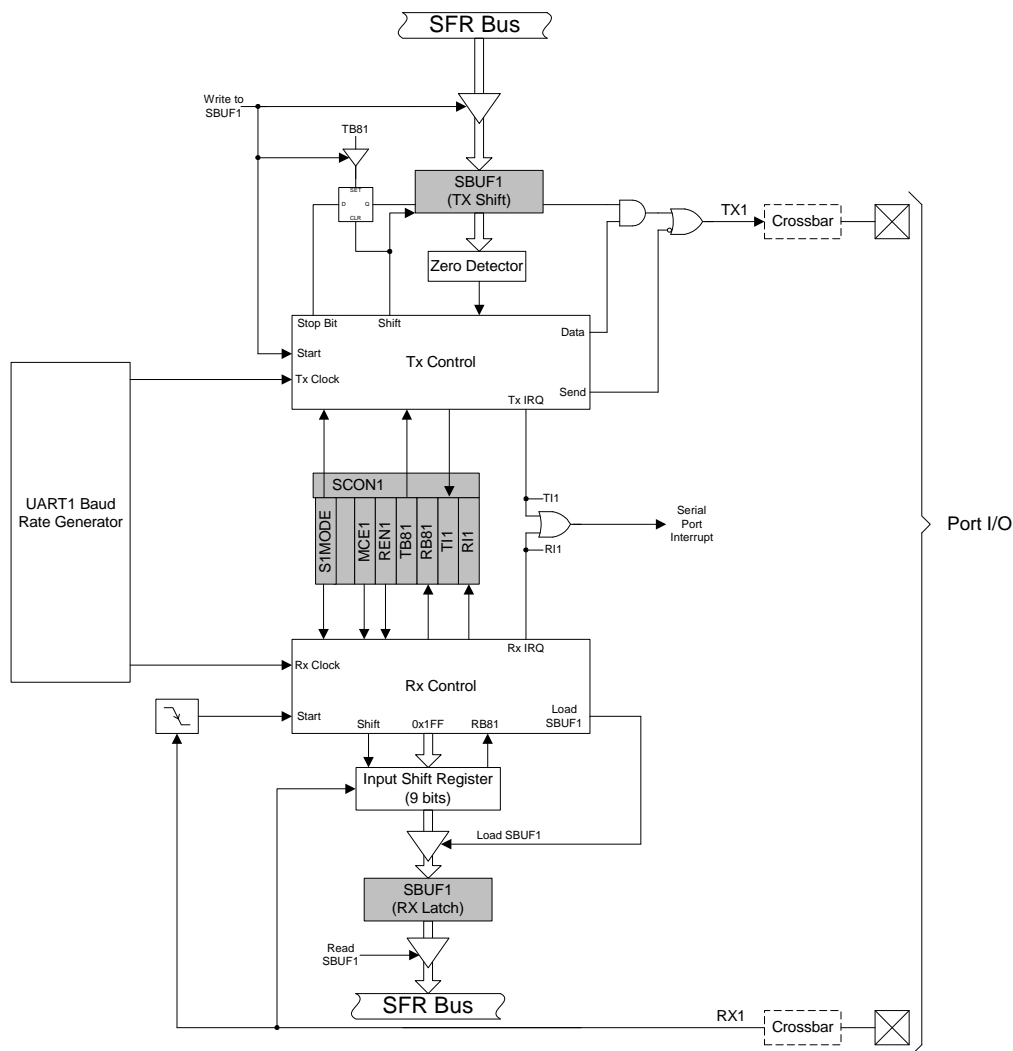 SFR Bus
Write to
SBUF1
TB81
SET
D Q
CLR
SBUF1
(TX Shift)
TX1
Crossbar
Zero Detector
Stop Bit
Shift
Data
Start
Tx Control
Tx Clock
Send
Tx IRQ
UART1 Baud
Rate Generator
SCON1
S1MODE
MCE1
REN1
TB81
RB81
TI1
RI1
TI1
RI1
Serial
Port
Interrupt
Port I/O
Rx IRQ
Rx Clock
Rx Control
Start
Load
SBUF1
Shift
0x1FF
RB81
Input Shift Register
(9 bits)
Load SBUF1
SBUF1
(RX Latch)
Read
SBUF1
SFR Bus
RX1
Crossbar